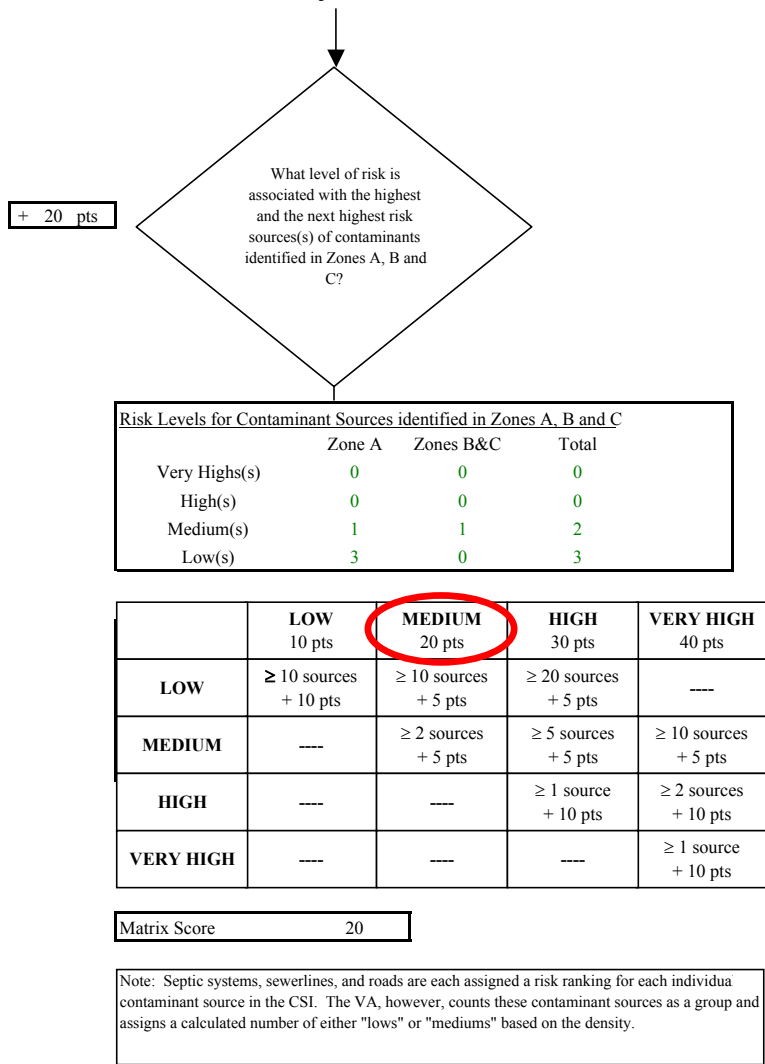 What level of risk is
associated with the highest
and the next highest risk
sources(s) of contaminants
identified in Zones A, B and
C?
+ 20 pts
Risk Levels for Contaminant Sources identified in Zones A, B and C
Zone A Zones B&C Total
Very Highs(s) 0 0 0
High(s) 0 0 0
Medium(s) 1 1 2
Low(s) 3 0 3
LOW MEDIUM HIGH VERY HIGH
10 pts 20 pts 30 pts 40 pts
LOW ≥ 10 sources ≥ 10 sources ≥ 20 sources ----
+ 10 pts + 5 pts + 5 pts
MEDIUM ---- ≥ 2 sources ≥ 5 sources ≥ 10 sources
+ 5 pts + 5 pts + 5 pts
HIGH ---- ---- ≥ 1 source ≥ 2 sources
+ 10 pts + 10 pts
VERY HIGH ---- ---- ---- ≥ 1 source
+ 10 pts
Matrix Score 20
Note: Septic systems, sewerlines, and roads are each assigned a risk ranking for each individua
contaminant source in the CSI. The VA, however, counts these contaminant sources as a group and
assigns a calculated number of either "lows" or "mediums" based on the density.